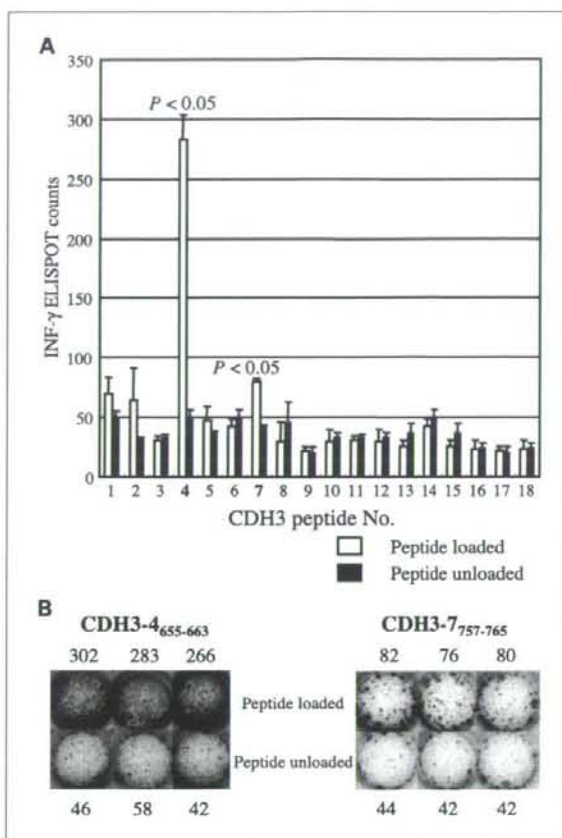 A
350
300
250
200
150
100
50
0
INF-γ ELISPOT counts
P < 0.05
P < 0.05
1 2 3 4 5 6 7 8 9 10 11 12 13 14 15 16 17 18
CDH3 peptide No.
Peptide loaded
Peptide unloaded
B
CDH3-4655-663 CDH3-7757-765
302 283 266 82 76 80
Peptide loaded
Peptide unloaded
46 58 42 44 42 42